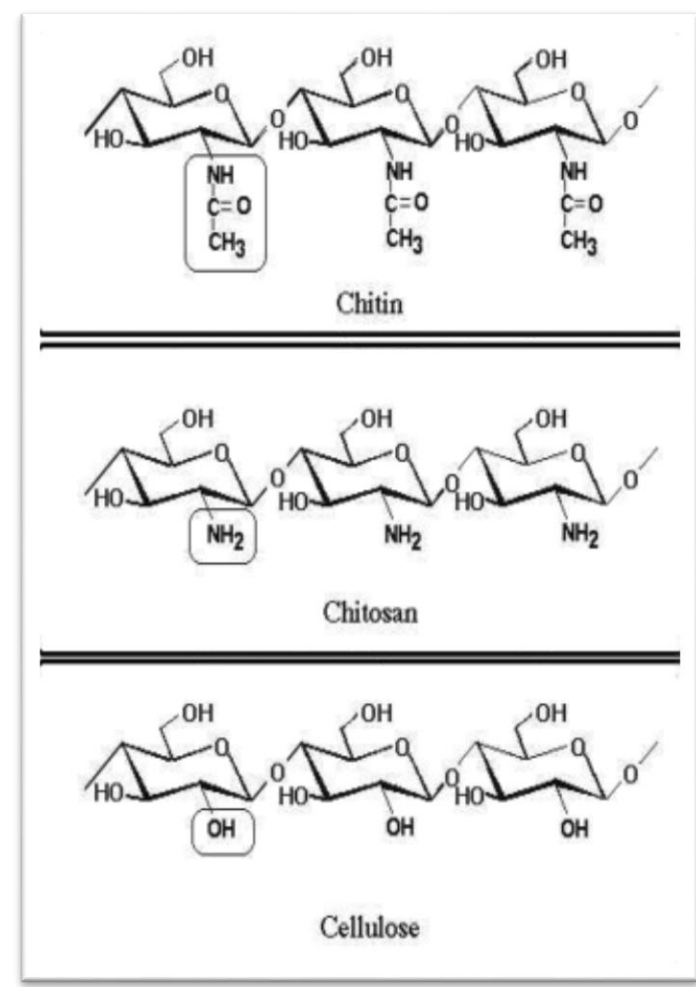 OH OH OH
O O O
HO O HO O HO O
NH NH NH
C=O C=O C=O
CH3 CH3 CH3
Chitin
OH OH OH
O O O
HO O HO O HO O
NH2 NH2 NH2
Chitosan
OH OH OH
O O O
HO O HO O HO O
OH OH OH
Cellulose